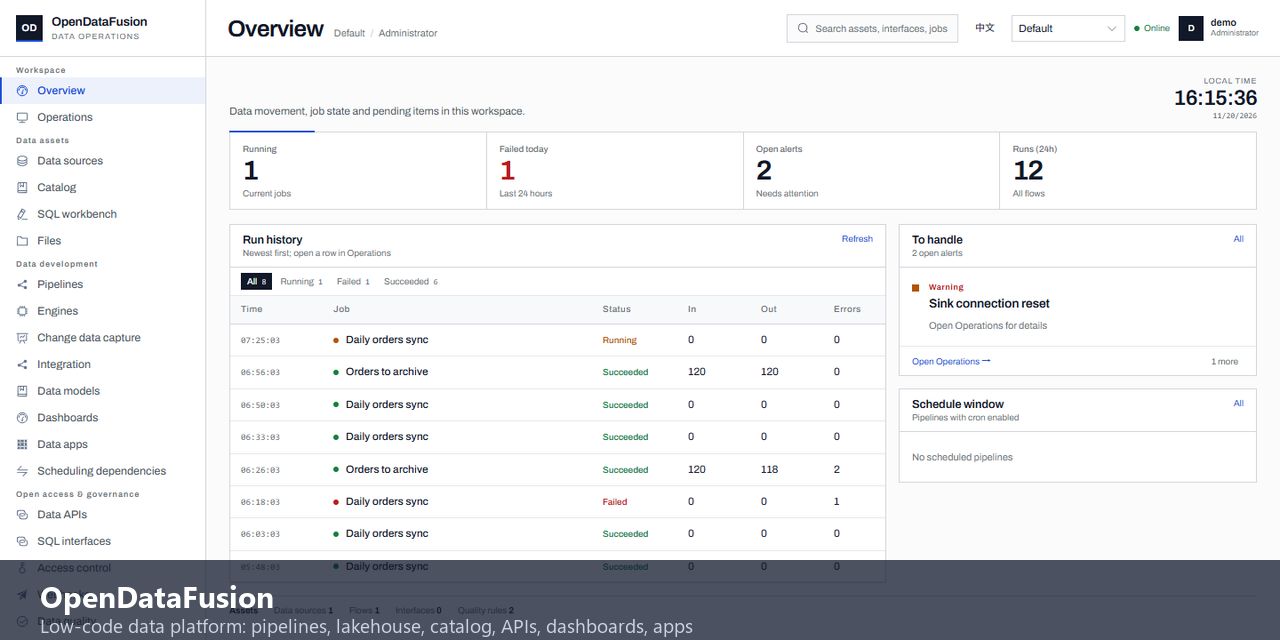 OD
OpenDataFusion
DATA OPERATIONS
Overview
Default / Administrator
Search assets, interfaces, jobs
中文
Default
Online
D
demo
Administrator
Workspace
Overview
Operations
Data assets
Data sources
Catalog
SQL workbench
Files
Data development
Pipelines
Engines
Change data capture
Integration
Data models
Dashboards
Data apps
Scheduling dependencies
Open access & governance
Data APIs
SQL interfaces
Access control
LOCAL TIME
16:15:36
11/20/2026
Data movement, job state and pending items in this workspace.
Running
1
Current jobs
Failed today
1
Last 24 hours
Open alerts
2
Needs attention
Runs (24h)
12
All flows
Run history
Newest first; open a row in Operations
Refresh
All 8 Running 1 Failed 1 Succeeded 6
Time Job Status In Out Errors
07:25:03 Daily orders sync Running 0 0 0
06:56:03 Orders to archive Succeeded 120 120 0
06:50:03 Daily orders sync Succeeded 0 0 0
06:33:03 Daily orders sync Succeeded 0 0 0
06:26:03 Orders to archive Succeeded 120 118 2
06:18:03 Daily orders sync Failed 0 0 1
06:03:03 Daily orders sync Succeeded 0 0 0
05:48:03 Daily orders sync Succeeded 0 0 0
To handle
2 open alerts
All
Warning
Sink connection reset
Open Operations for details
Open Operations →
1 more
Schedule window
Pipelines with cron enabled
All
No scheduled pipelines
Assets Data sources 1 Flows 1 Interfaces 0 Quality rules 2
OpenDataFusion
Low-code data platform: pipelines, lakehouse, catalog, APIs, dashboards, apps